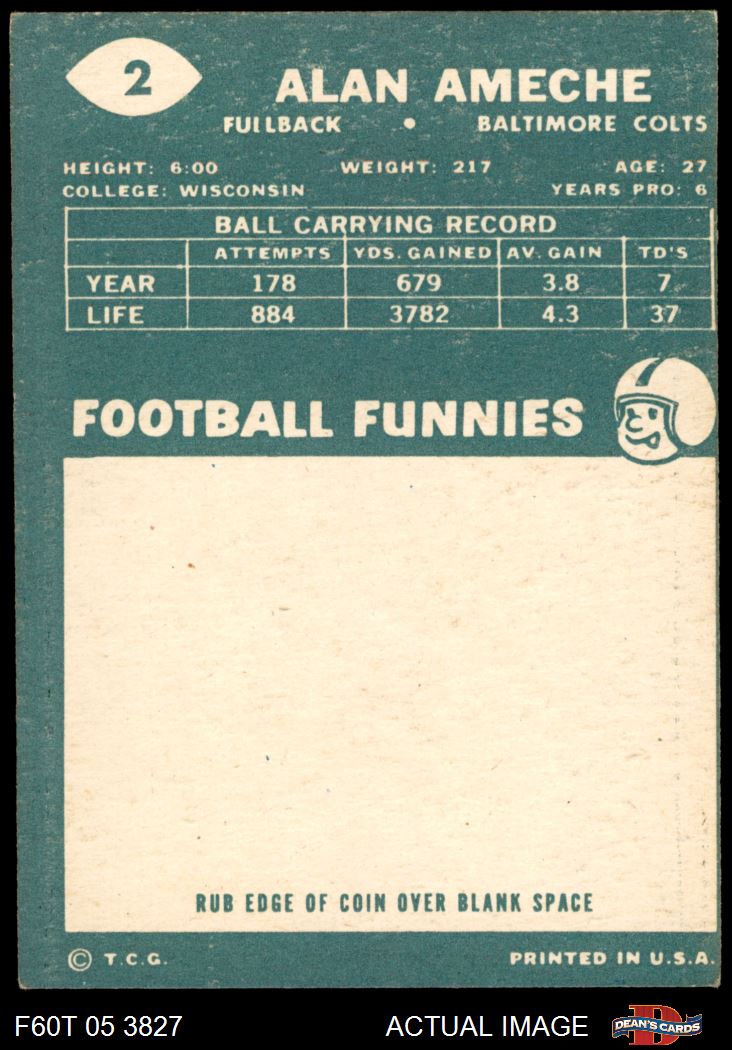 2
ALAN AMECHE
FULLBACK • BALTIMORE COLTS
HEIGHT: 6:00 WEIGHT: 217 AGE: 27
COLLEGE: WISCONSIN YEARS PRO: 6
BALL CARRYING RECORD
ATTEMPTS YDS. GAINED AV. GAIN TD'S
YEAR 178 679 3.8 7
LIFE 884 3782 4.3 37
FOOTBALL FUNNIES
RUB EDGE OF COIN OVER BLANK SPACE
© T.C.G. PRINTED IN U.S.A.
F60T 05 3827 ACTUAL IMAGE D DEAN'S CARDS